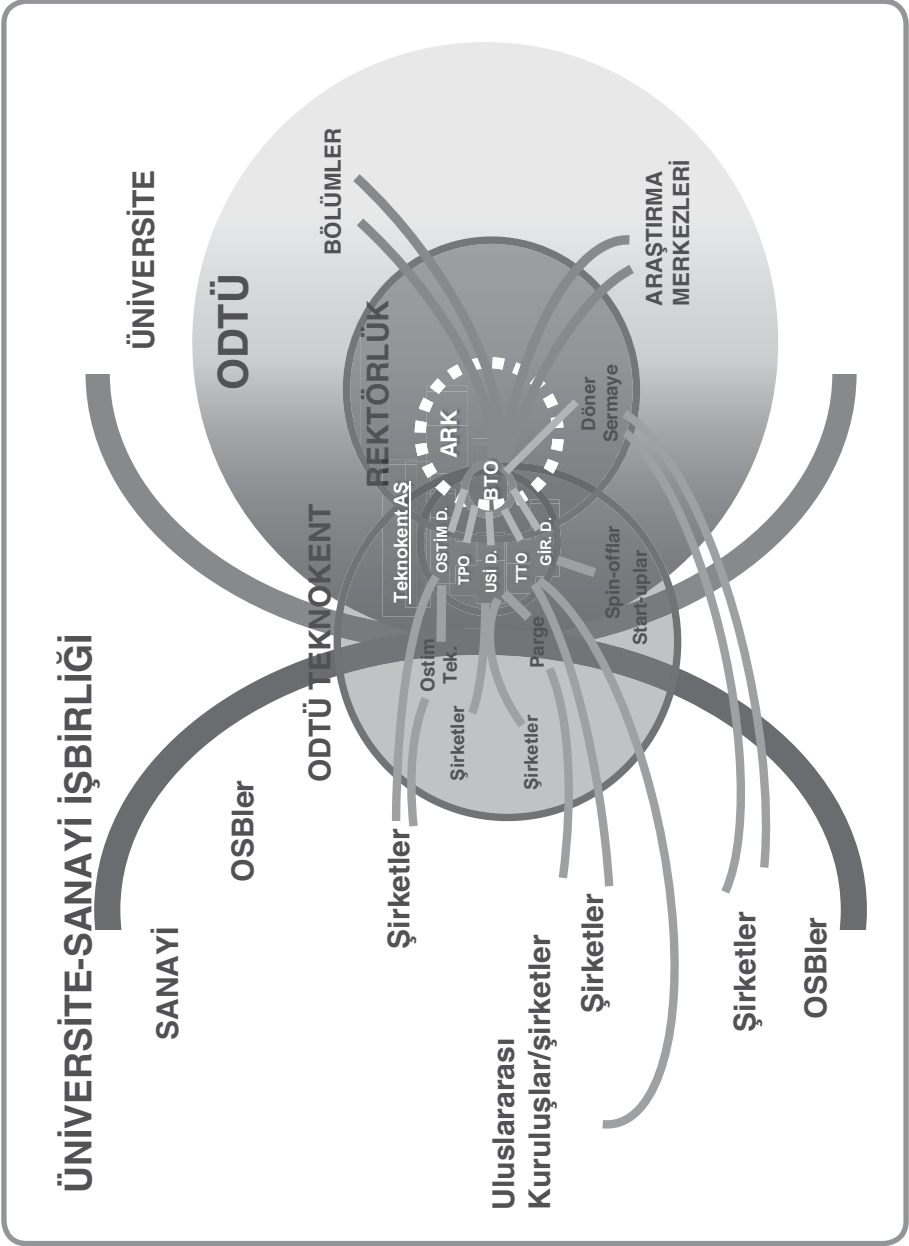 ÜNİVERSİTE-SANAYİ İŞBİRLİĞİ
SANAYİ
ÜNİVERSİTE
OSBler
ODTÜ
ODTÜ TEKNOKENT
BÖLÜMLER
REKTÖRLÜK
Teknokent AS
ARK
Şirketler
Ostim
Tek.
OSTİM D.
TPO
USİ D.
TTO
GİR. D.
BTO
Şirketler
Şirketler
Parge
Uluslararası
Kuruluşlar/şirketler
Şirketler
Spin-offlar
Start-uplar
Döner
Sermaye
ARAŞTIRMA
MERKEZLERİ
Şirketler
OSBler